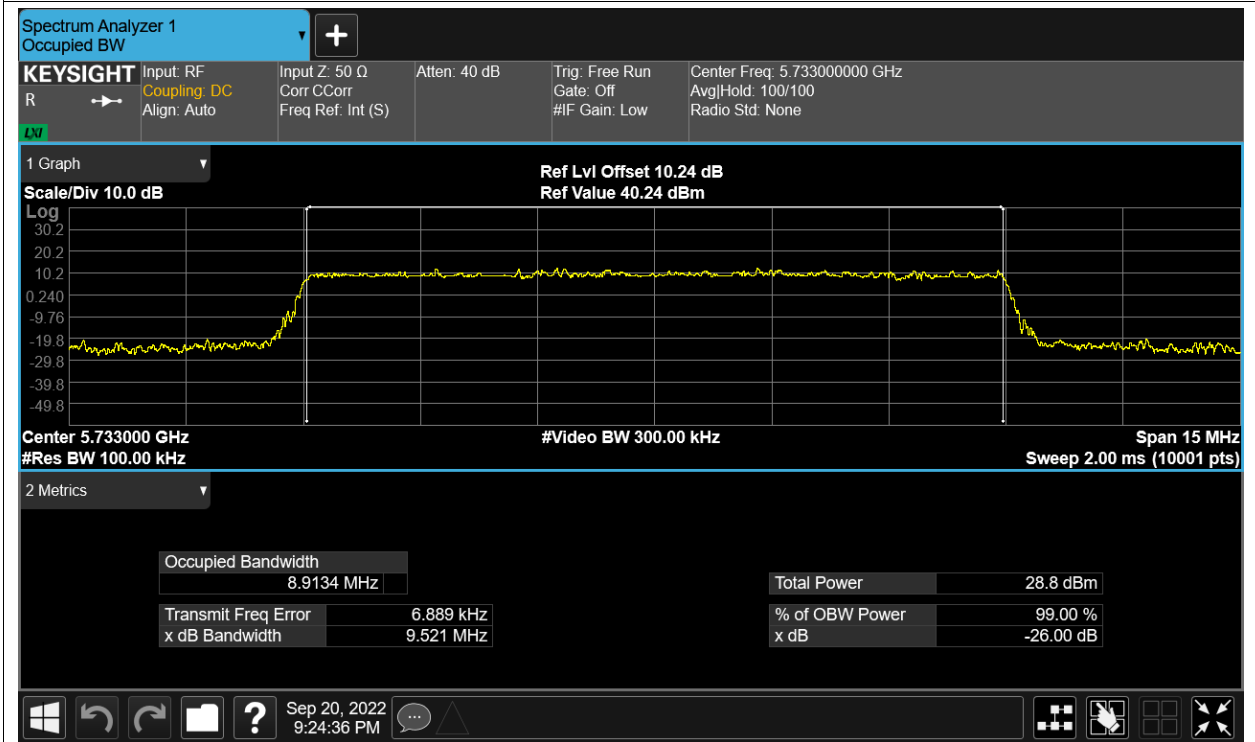 Spectrum Analyzer 1
Occupied BW
KEYSIGHT
R
LXI
Input: RF
Coupling: DC
Align: Auto
Input Z: 50 Ω
Corr CCorr
Freq Ref: Int (S)
Atten: 40 dB
Trig: Free Run
Gate: Off
#IF Gain: Low
Center Freq: 5.733000000 GHz
Avg|Hold: 100/100
Radio Std: None
1 Graph
Scale/Div 10.0 dB
Ref Lvl Offset 10.24 dB
Ref Value 40.24 dBm
Log
30.2
20.2
10.2
0.240
-9.76
-19.8
-29.8
-39.8
-49.8
Center 5.733000 GHz
#Video BW 300.00 kHz
Span 15 MHz
#Res BW 100.00 kHz
Sweep 2.00 ms (10001 pts)
2 Metrics
Occupied Bandwidth
8.9134 MHz
Total Power 28.8 dBm
Transmit Freq Error 6.889 kHz
% of OBW Power 99.00 %
x dB Bandwidth 9.521 MHz
x dB -26.00 dB
?
Sep 20, 2022
9:24:36 PM